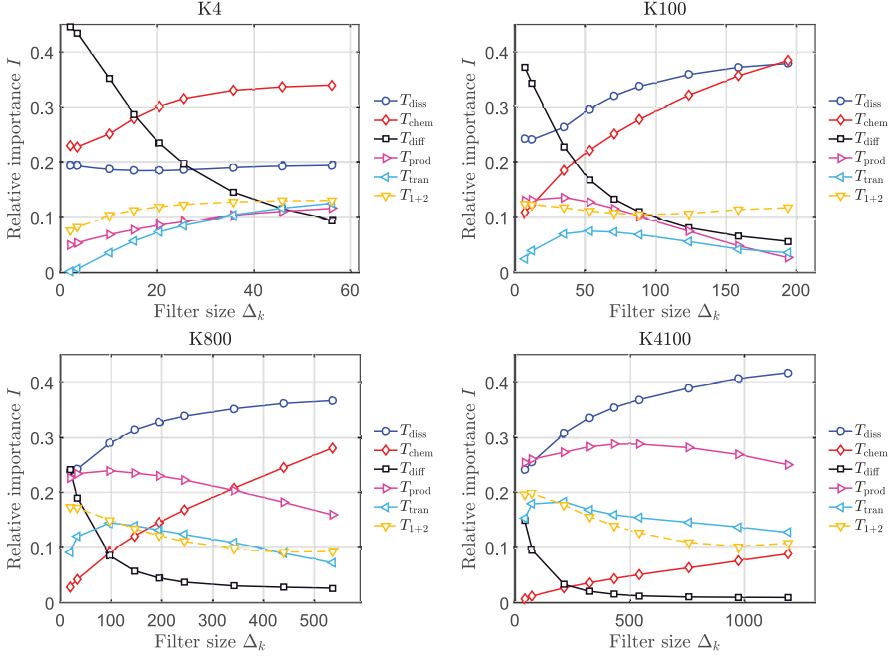 K4
Relative importance I
0.4
0.3
0.2
0.1
0
0 20 40 60
Filter size Δk
Tdiss
Tchem
Tdiff
Tprod
Ttran
T1+2
K100
Relative importance I
0.4
0.3
0.2
0.1
0
0 50 100 150 200
Filter size Δk
Tdiss
Tchem
Tdiff
Tprod
Ttran
T1+2
K800
Relative importance I
0.4
0.3
0.2
0.1
0
0 100 200 300 400 500
Filter size Δk
Tdiss
Tchem
Tdiff
Tprod
Ttran
T1+2
K4100
Relative importance I
0.4
0.3
0.2
0.1
0
500 1000
Filter size Δk
Tdiss
Tchem
Tdiff
Tprod
Ttran
T1+2